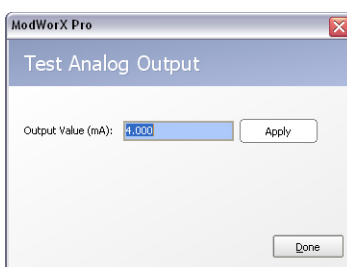 ModWorX Pro
Test Analog Output
Output Value (mA): 4.000 Apply
Done